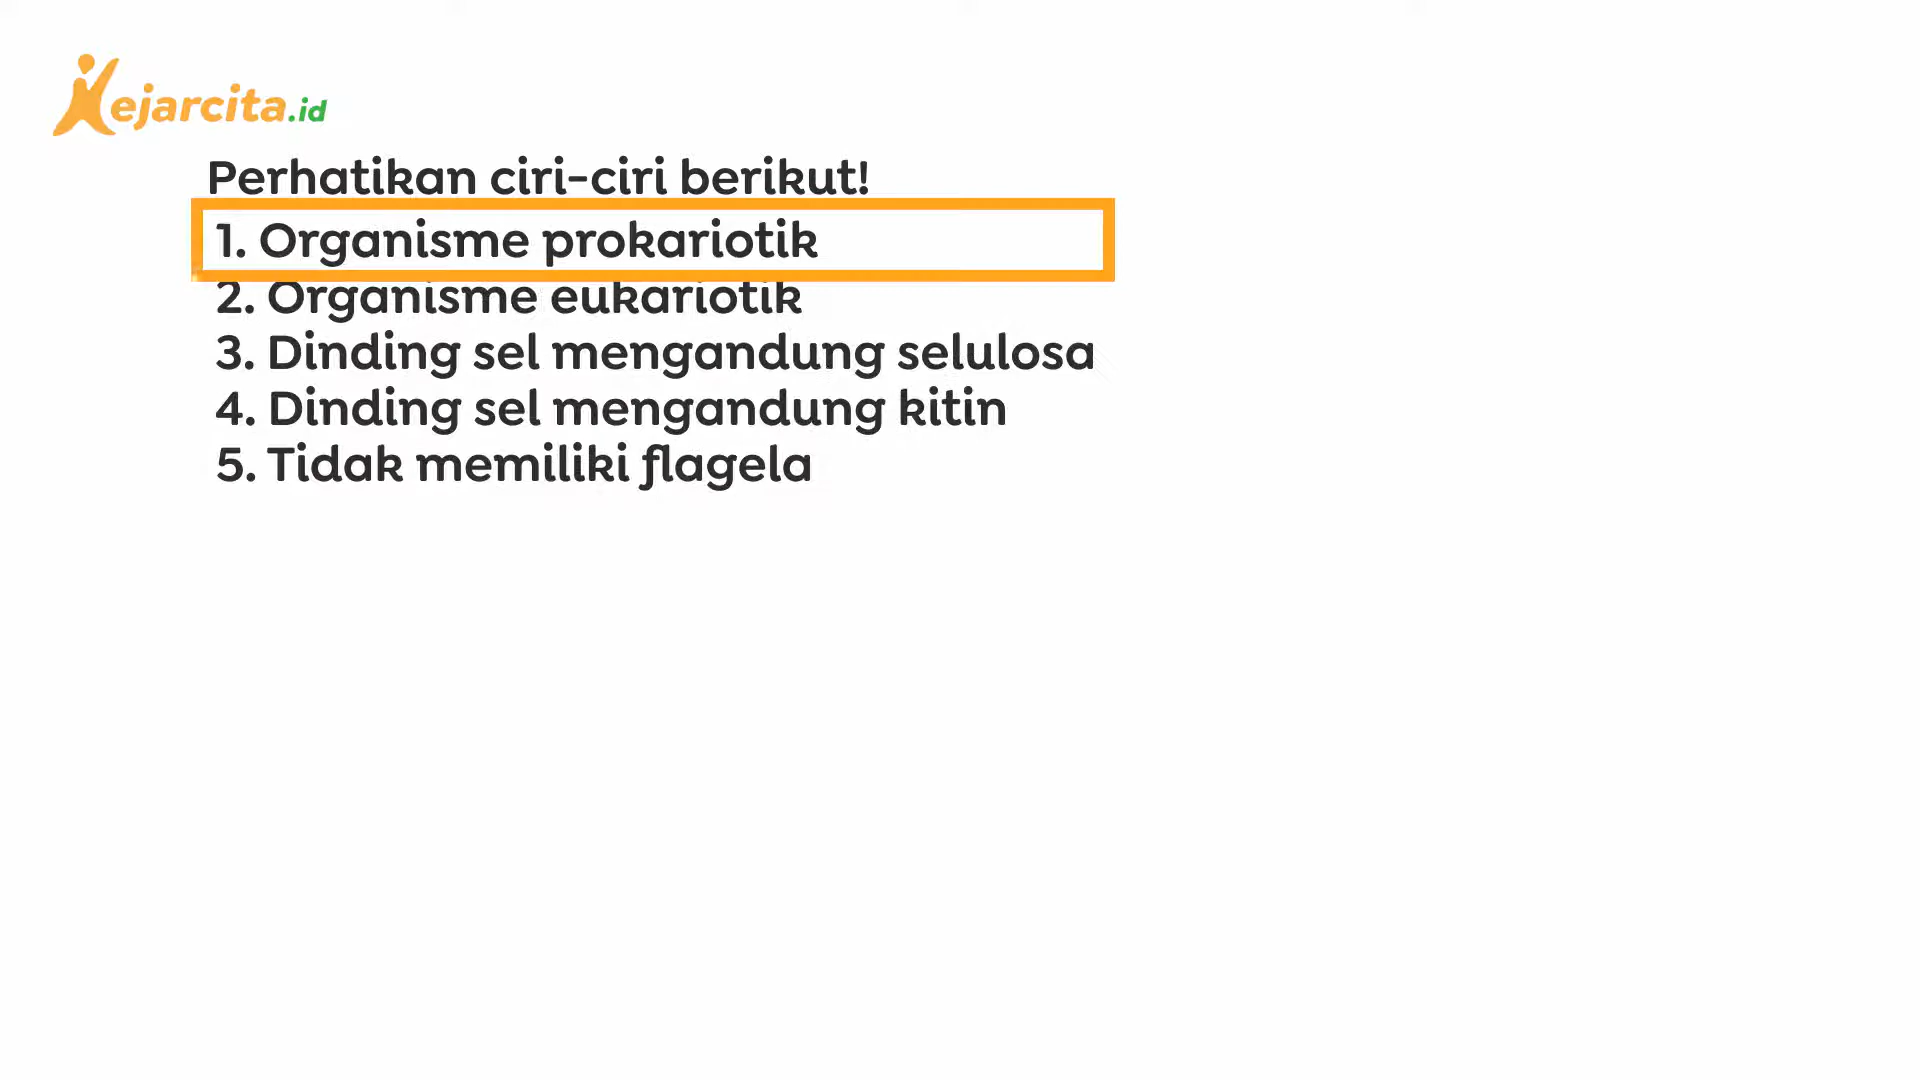 Kejarcita.id
Perhatikan ciri-ciri berikut!
1. Organisme prokariotik
2. Organisme eukariotik
3. Dinding sel mengandung selulosa
4. Dinding sel mengandung kitin
5. Tidak memiliki flagela